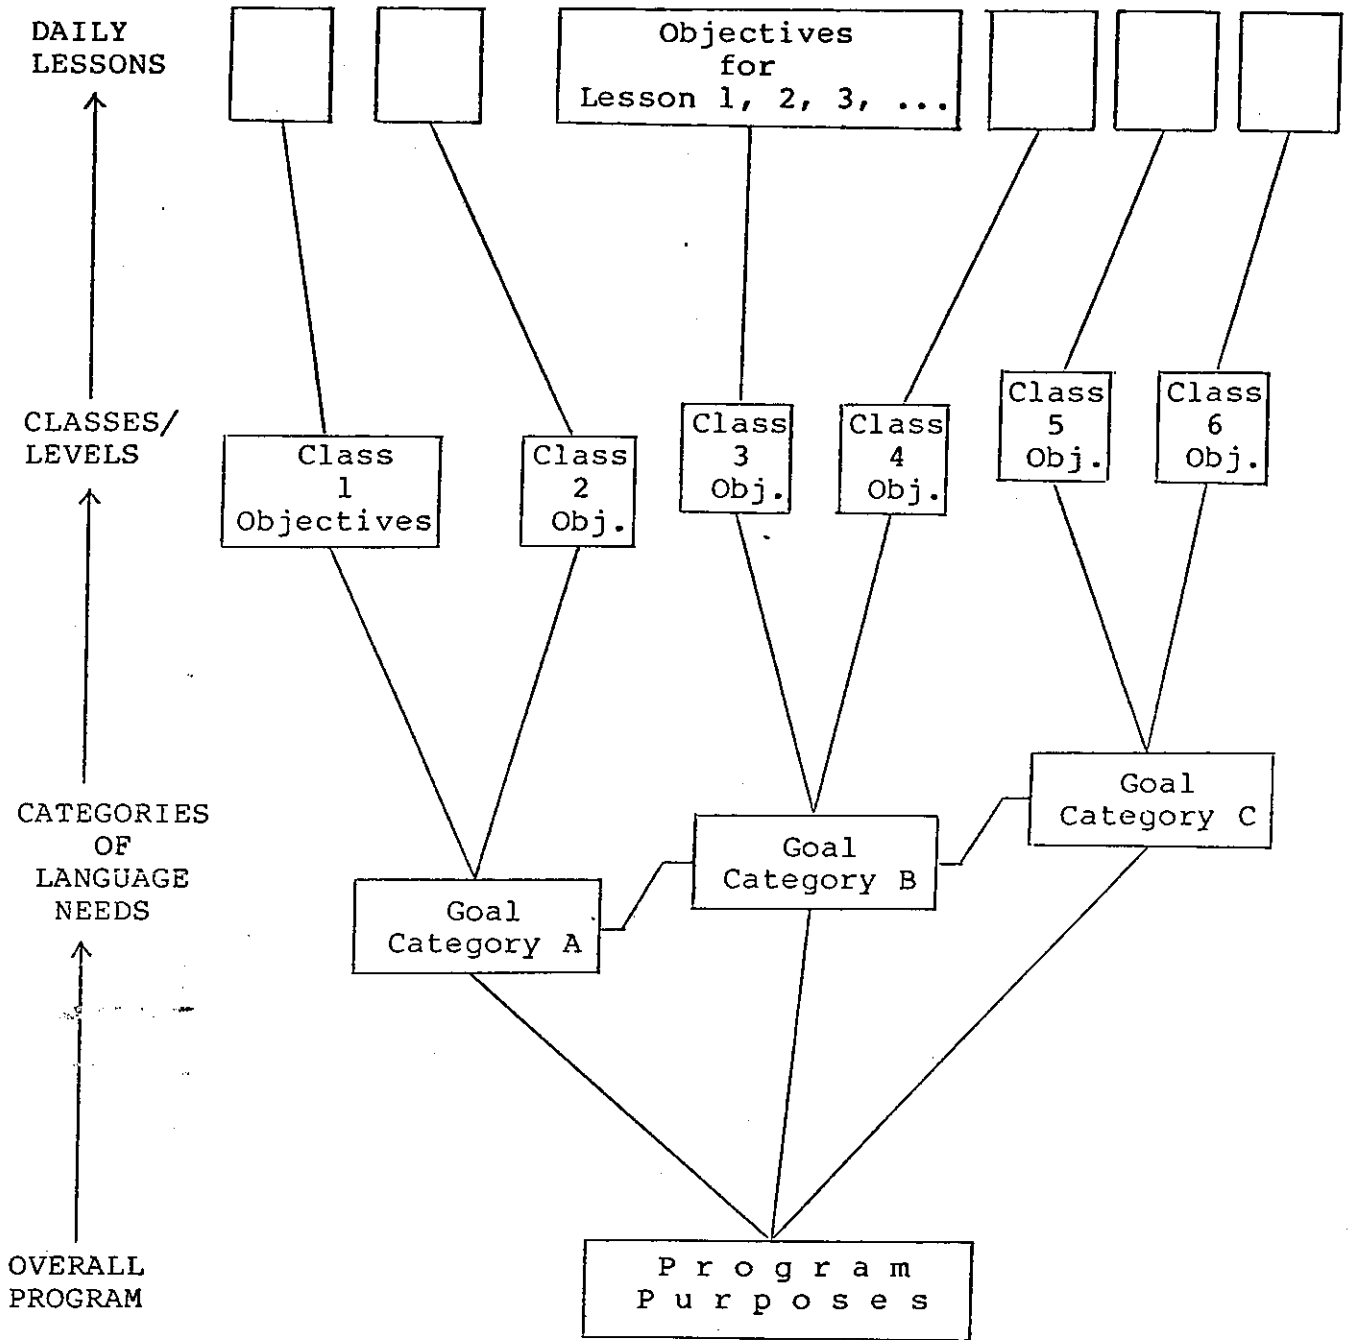 DAILY
LESSONS
Objectives
for
Lesson 1, 2, 3, ...
CLASSES/
LEVELS
Class
1
Objectives
Class
2
Obj.
Class
3
Obj.
Class
4
Obj.
Class
5
Obj.
Class
6
Obj.
CATEGORIES
OF
LANGUAGE
NEEDS
Goal
Category A
Goal
Category B
Goal
Category C
OVERALL
PROGRAM
Program
Purposes